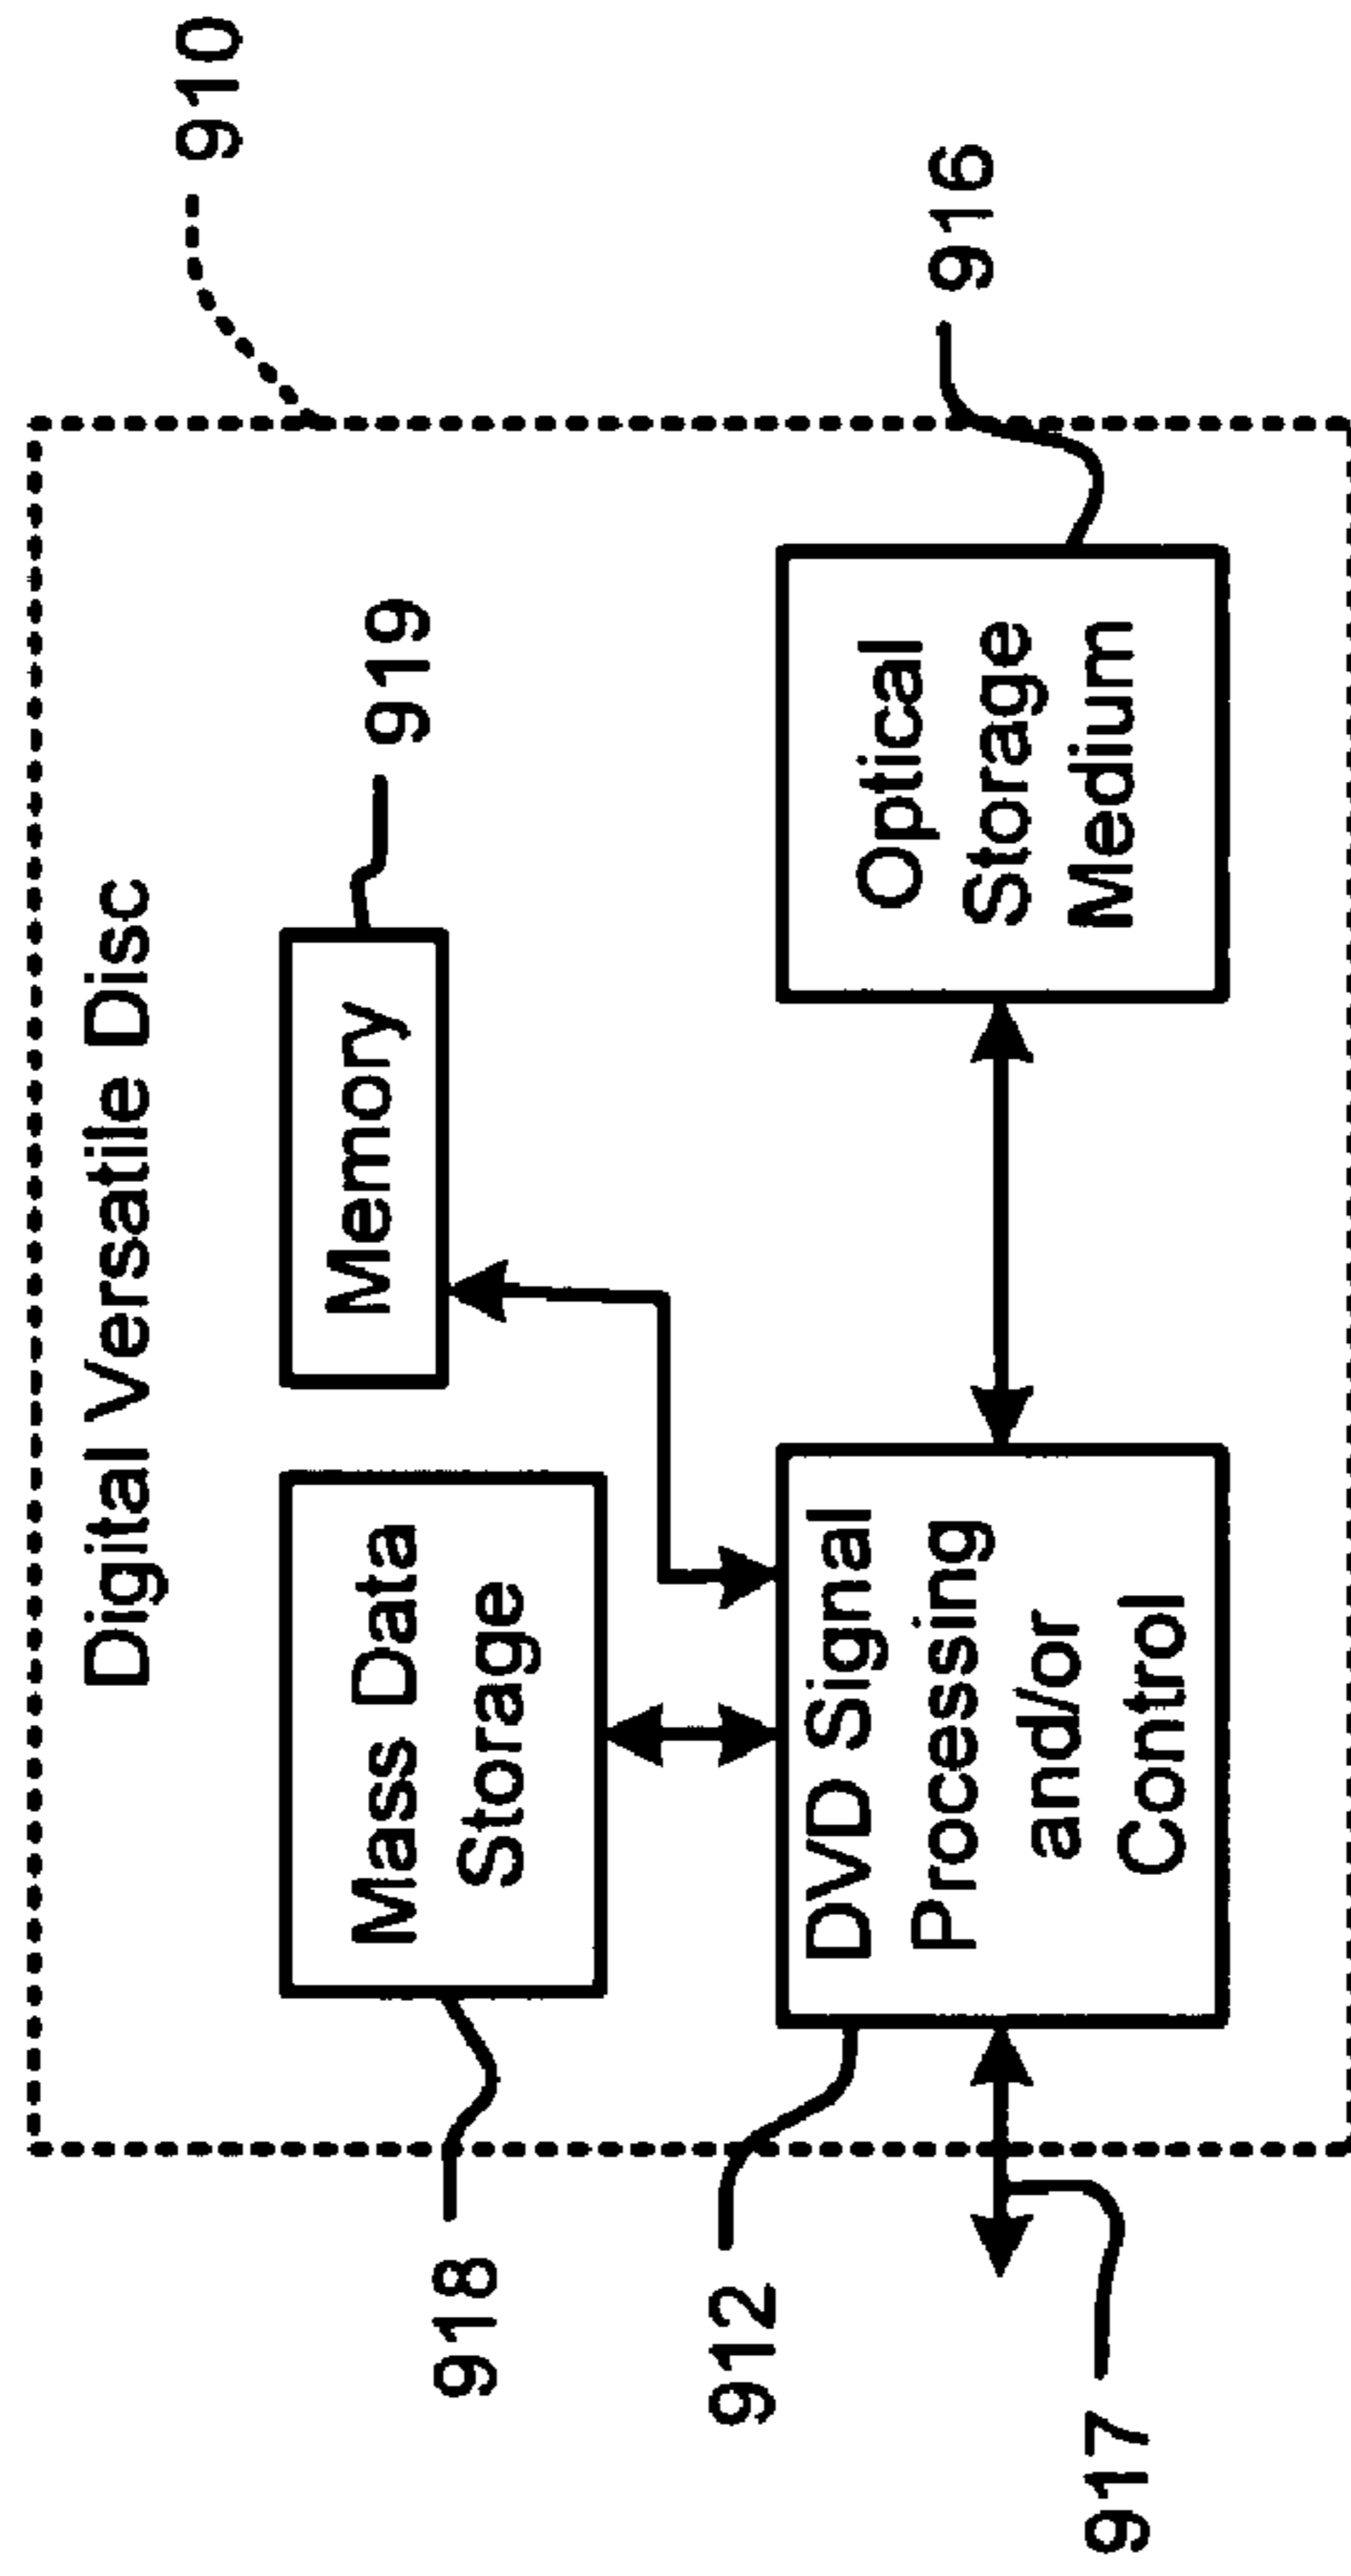 910
Digital Versatile Disc
918
Mass Data
Storage
Memory
919
912
DVD Signal
Processing
and/or
Control
Optical
Storage
Medium
916
917